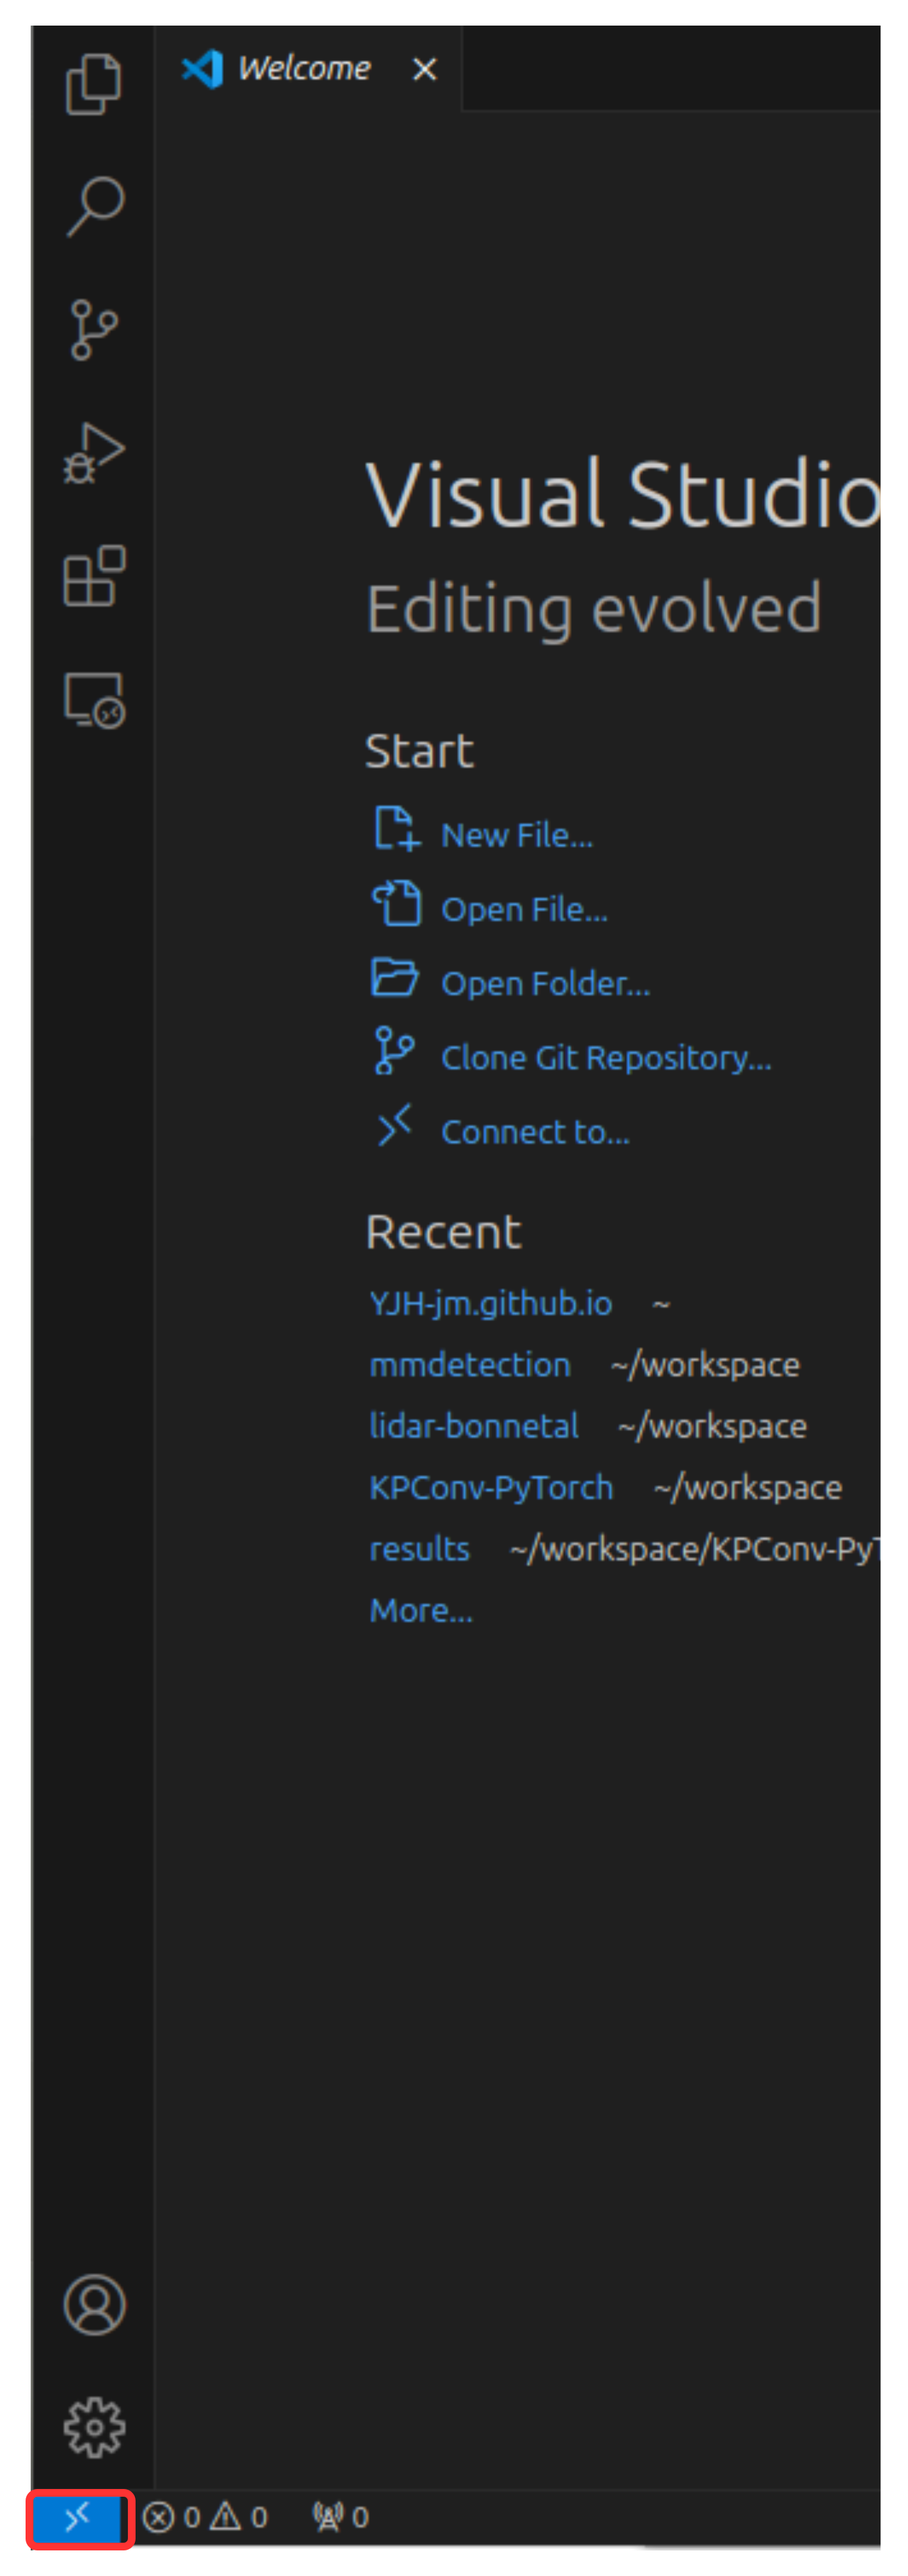 Welcome
Visual Studio
Editing evolved
Start
New File...
Open File...
Open Folder...
Clone Git Repository...
Connect to...
Recent
YJH-jm.github.io ~
mmdetection ~/workspace
lidar-bonnetal ~/workspace
KPConv-PyTorch ~/workspace
results ~/workspace/KPConv-Py
More...
0 0 0